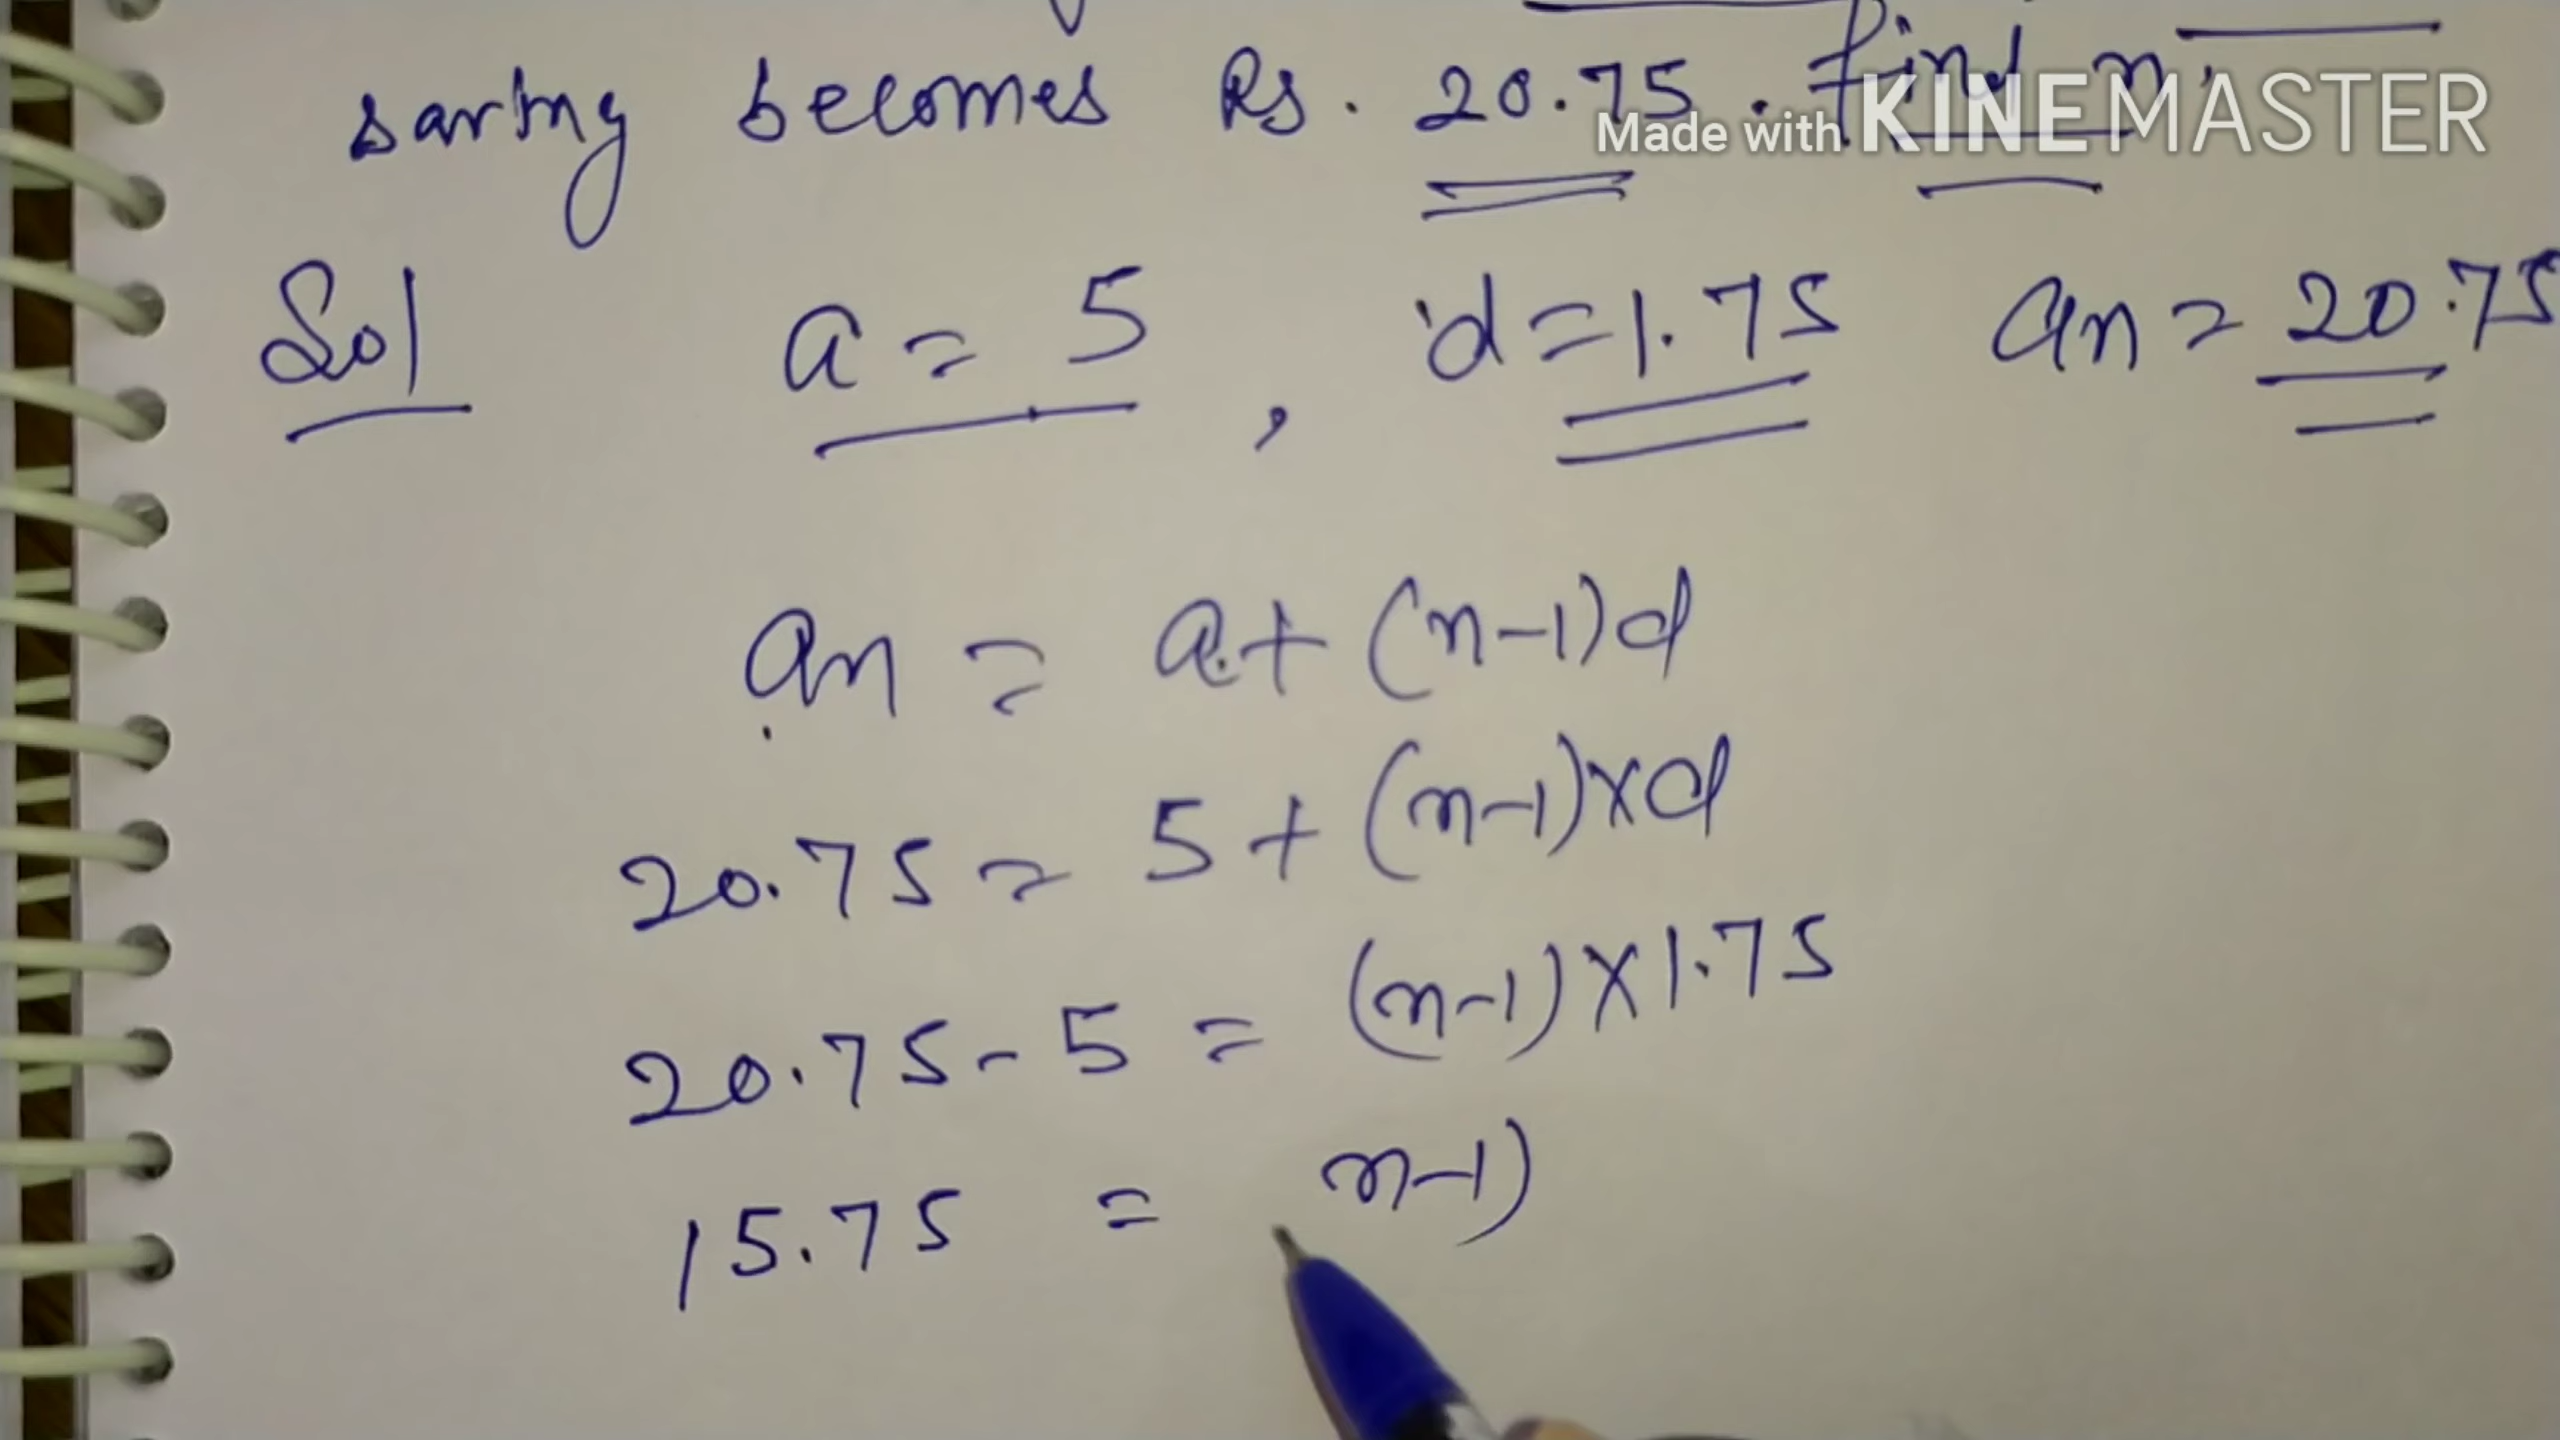 saving becomes Rs. 20.75. Find n.
Made with KINEMASTER
Sol a = 5, d = 1.75 an = 20.75
an = a + (n-1)d
20.75 = 5 + (n-1)×d
20.75 - 5 = (n-1)×1.75
15.75 = n-1)